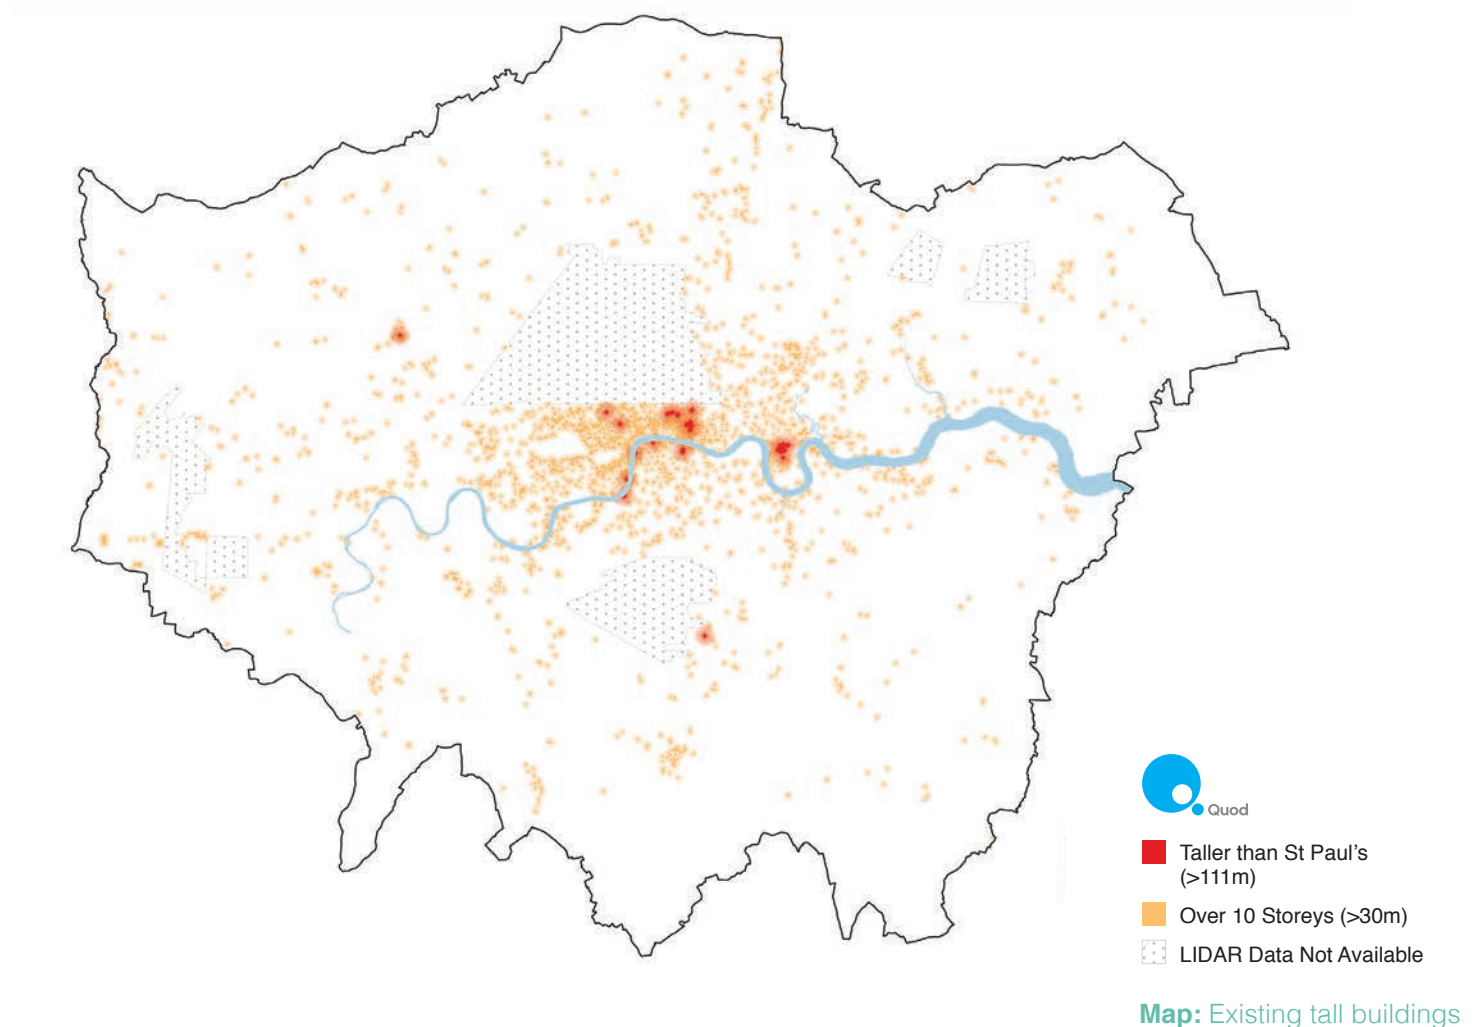 Quod
Taller than St Paul's
(>111m)
Over 10 Storeys (>30m)
LIDAR Data Not Available
Map: Existing tall buildings